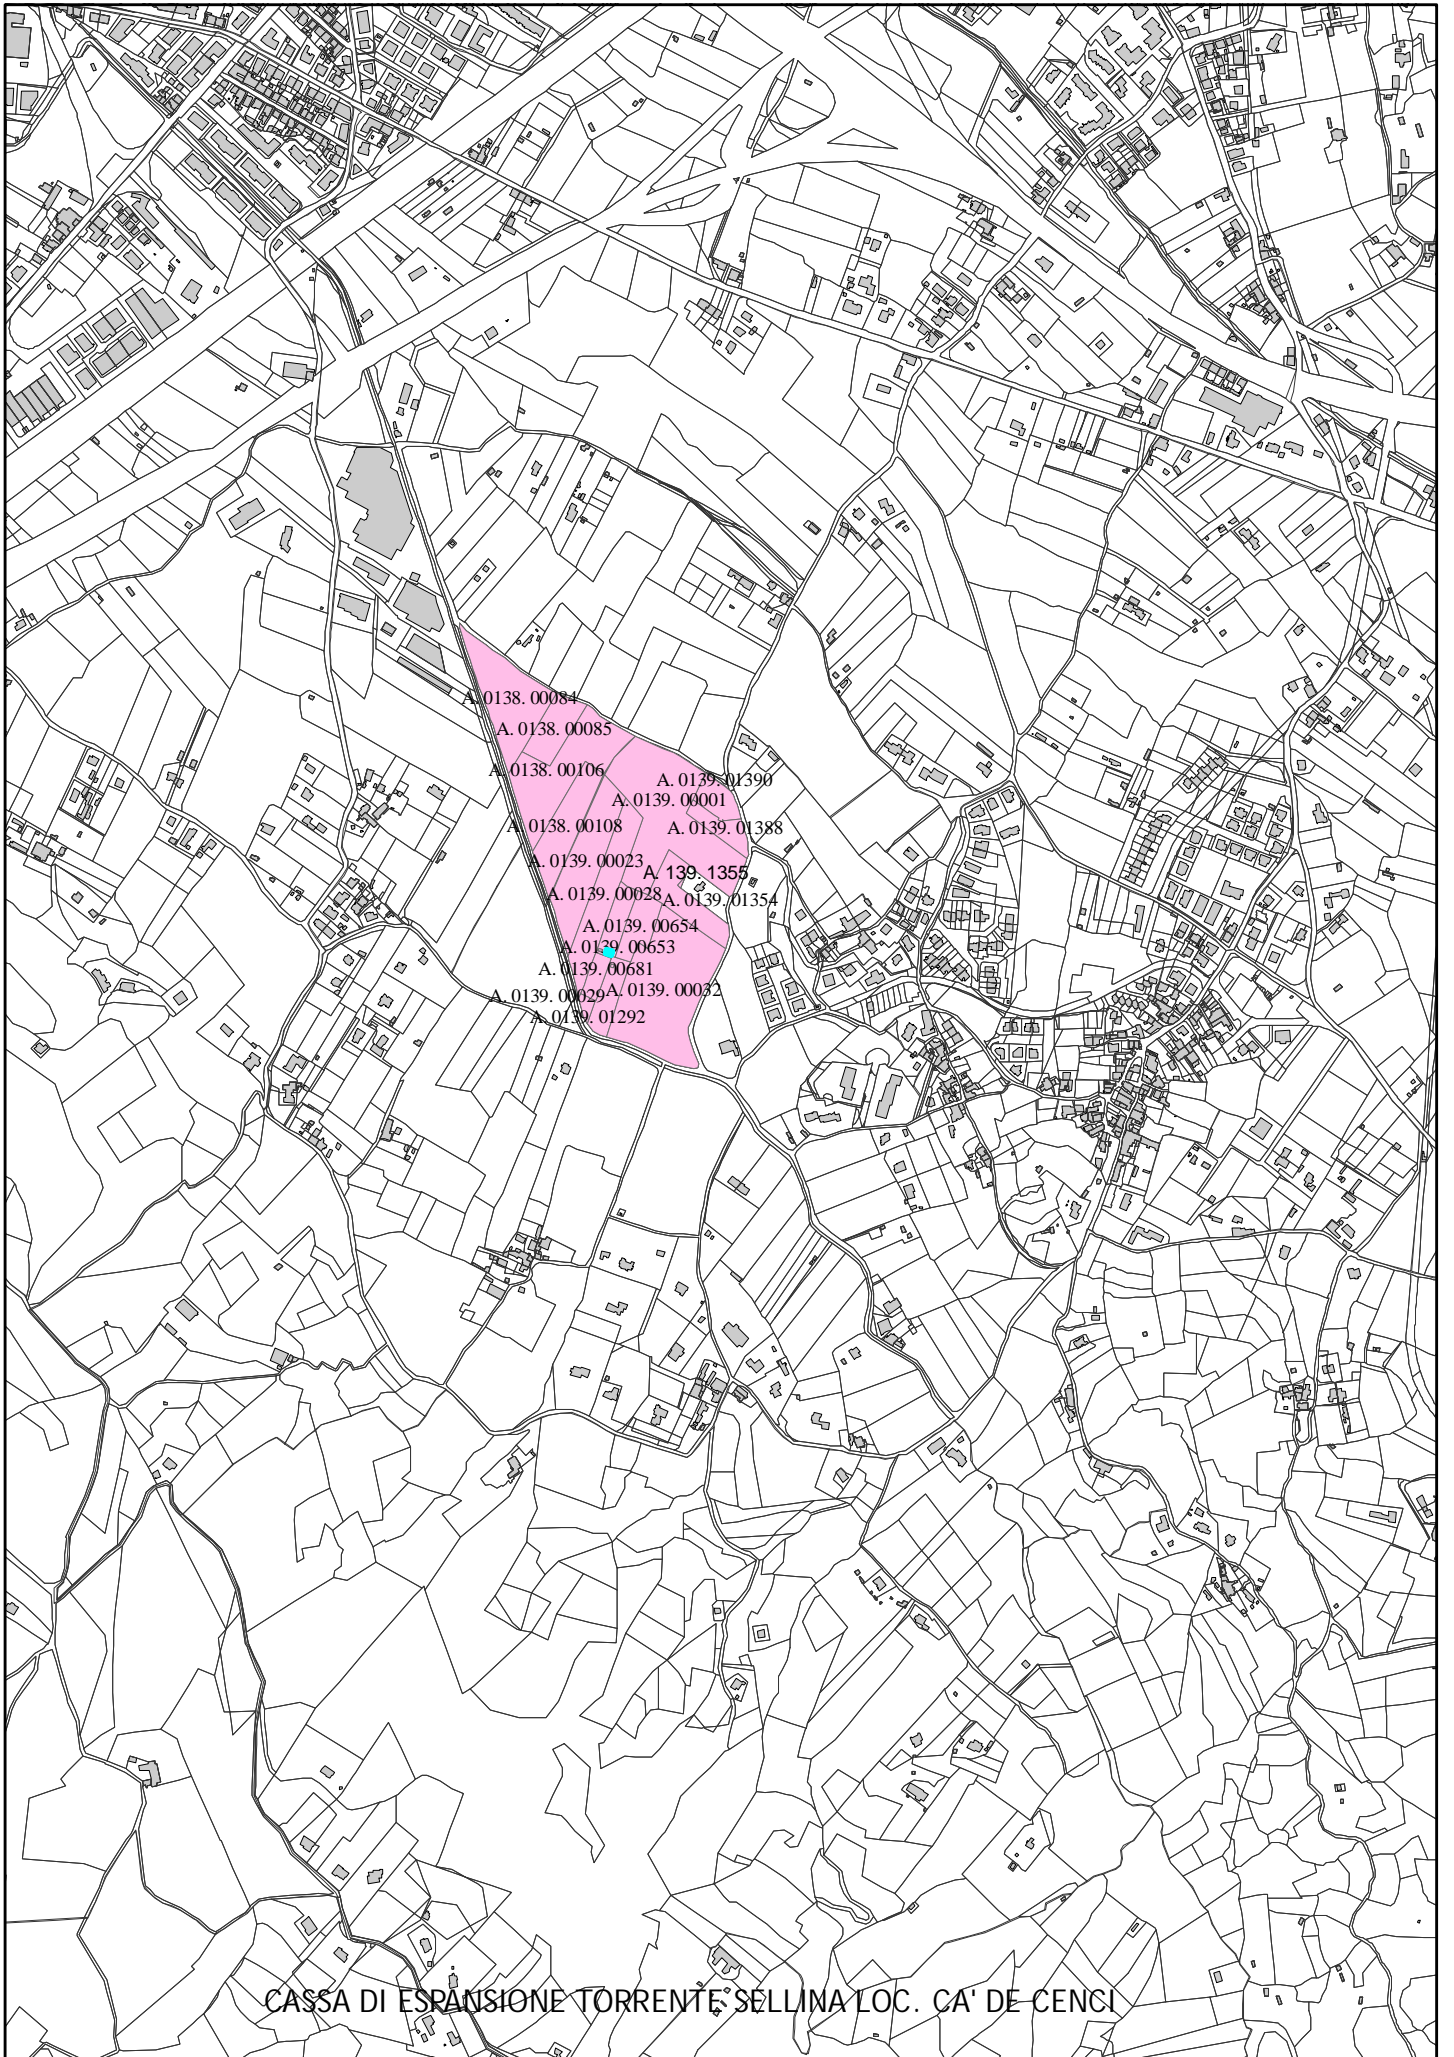 A. 0138. 00084
A. 0138. 00085
A. 0138. 00106
A. 0139. 01390
A. 0139. 00001
A. 0138. 00108
A. 0139. 01388
A. 0139. 00023
A. 139. 1355
A. 0139. 00028
A. 0139. 01354
A. 0139. 00654
A. 0139. 00653
A. 0139. 00681
A. 0139. 00032
A. 0139. 00029
A. 0139. 01292
CASSA DI ESPANSIONE TORRENTE SELLINA LOC. CA' DE CENCI